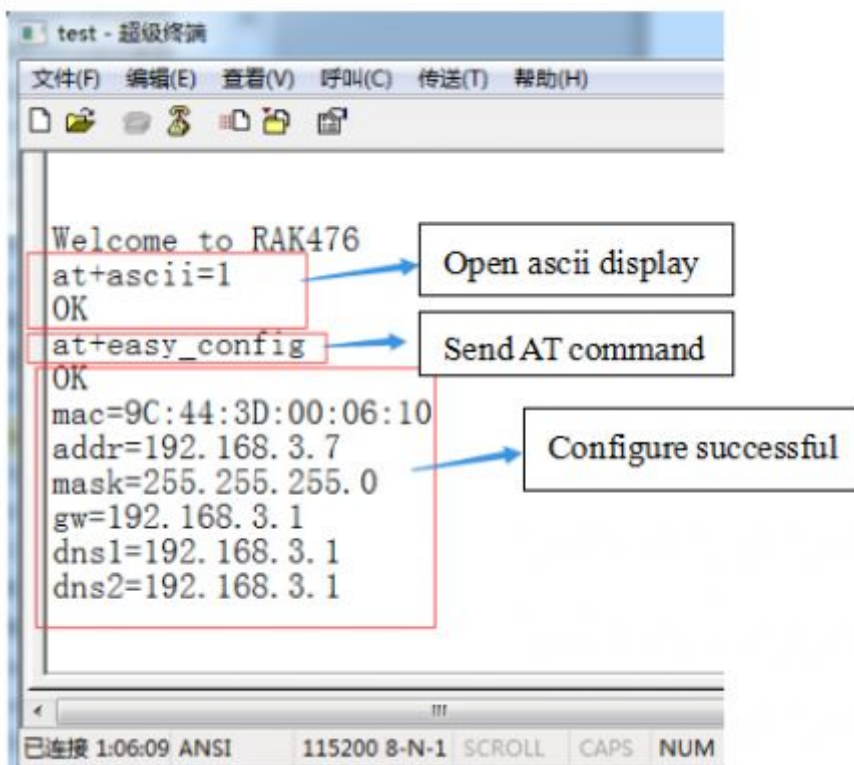 test - 超级终端
文件(F) 编辑(E) 查看(V) 呼叫(C) 传送(T) 帮助(H)
Welcome to RAK476
at+ascii=1
Open ascii display
OK
at+easy_config
Send AT command
OK
mac=9C:44:3D:00:06:10
addr=192.168.3.7
Configure successful
mask=255.255.255.0
gw=192.168.3.1
dns1=192.168.3.1
dns2=192.168.3.1
已连接 1:06:09 ANSI 115200 8-N-1 SCROLL CAPS NUM